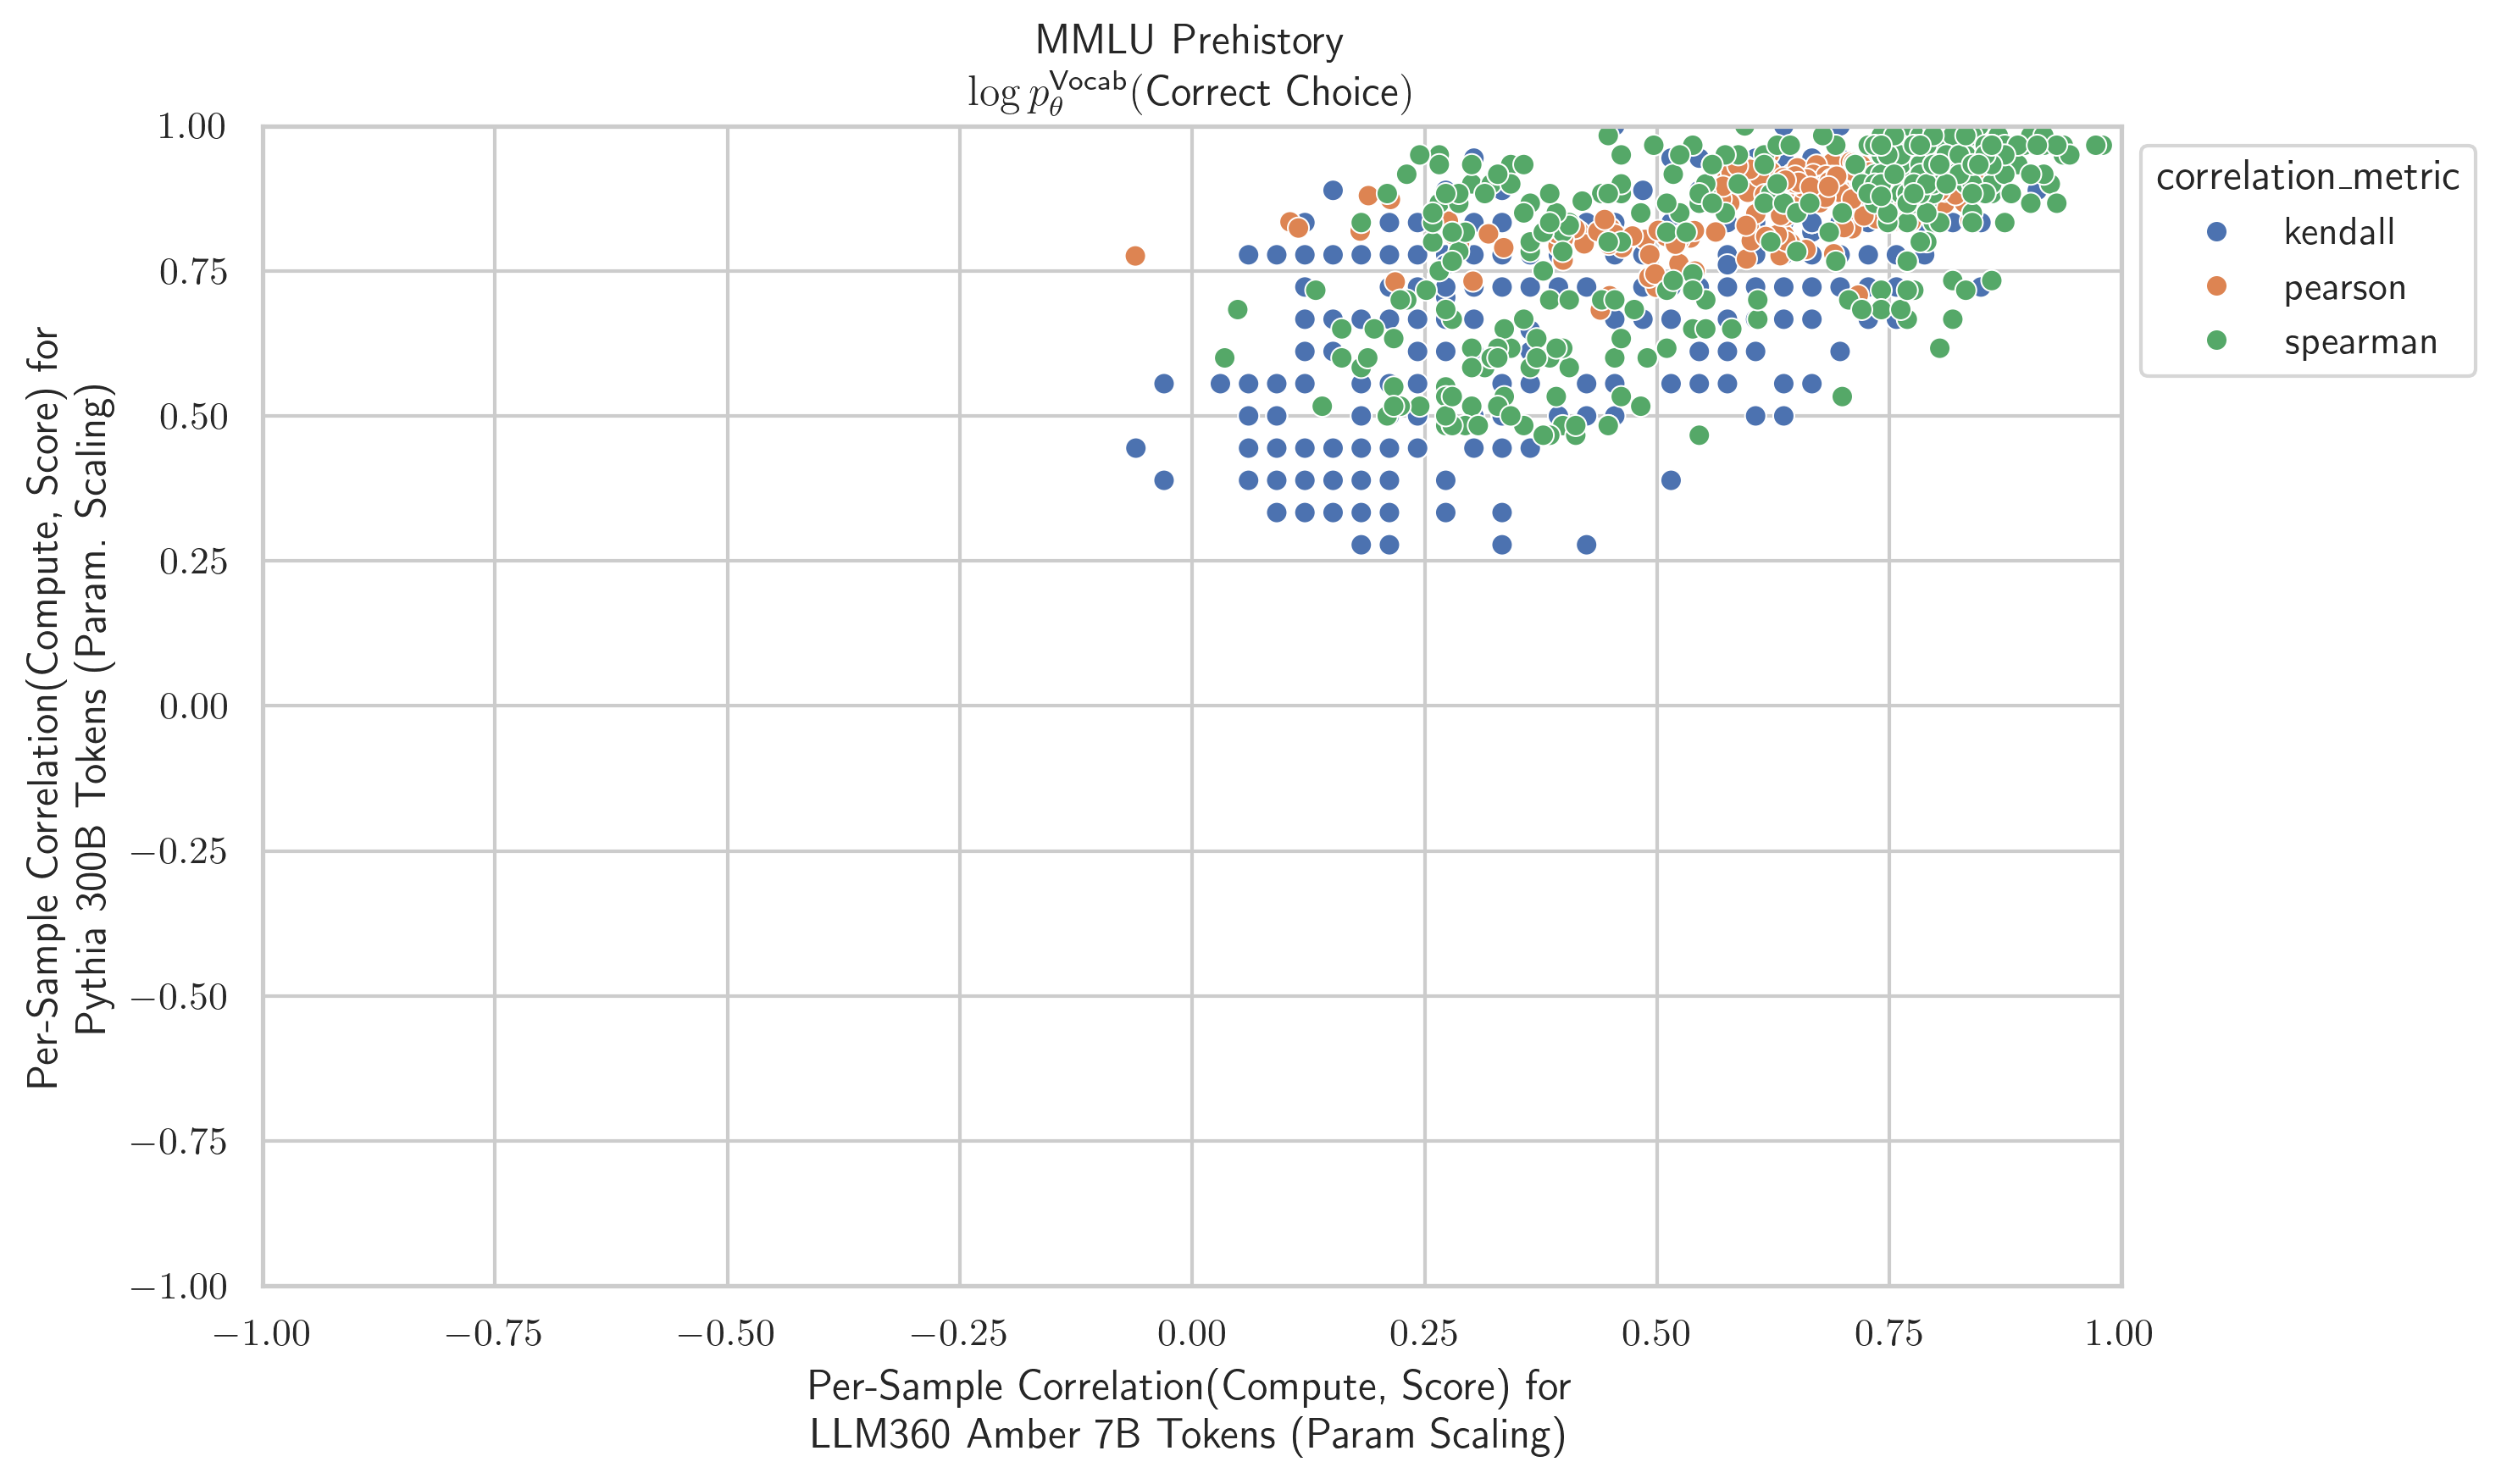 MMLU Prehistory
log p_θ^Vocab(Correct Choice)
1.00
0.75
0.50
0.25
0.00
−0.25
−0.50
−0.75
−1.00
Per-Sample Correlation(Compute, Score) for
Pythia 300B Tokens (Param. Scaling)
−1.00 −0.75 −0.50 −0.25 0.00 0.25 0.50 0.75 1.00
Per-Sample Correlation(Compute, Score) for
LLM360 Amber 7B Tokens (Param Scaling)
correlation_metric
kendall
pearson
spearman